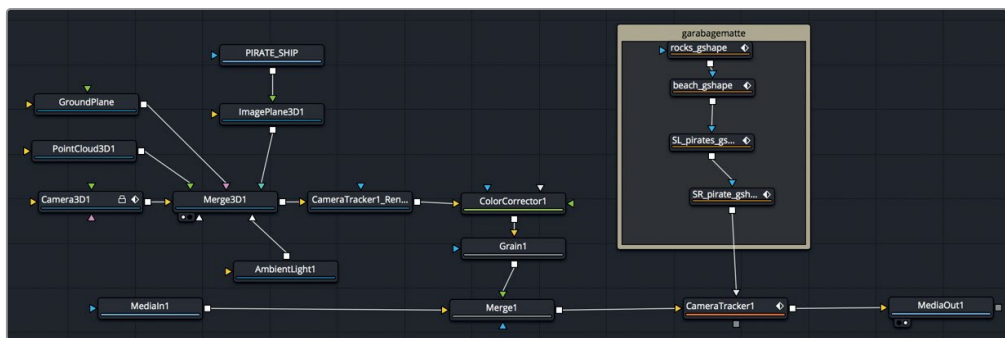 garabagematte
PIRATE_SHIP
rocks_gshape
beach_gshape
GroundPlane
ImagePlane3D1
PointCloud3D1
SL_pirates_gs...
Camera3D1
Merge3D1
CameraTracker1_Ren...
ColorCorrector1
SR_pirate_gsh...
Grain1
AmbientLight1
MediaIn1
Merge1
CameraTracker1
MediaOut1